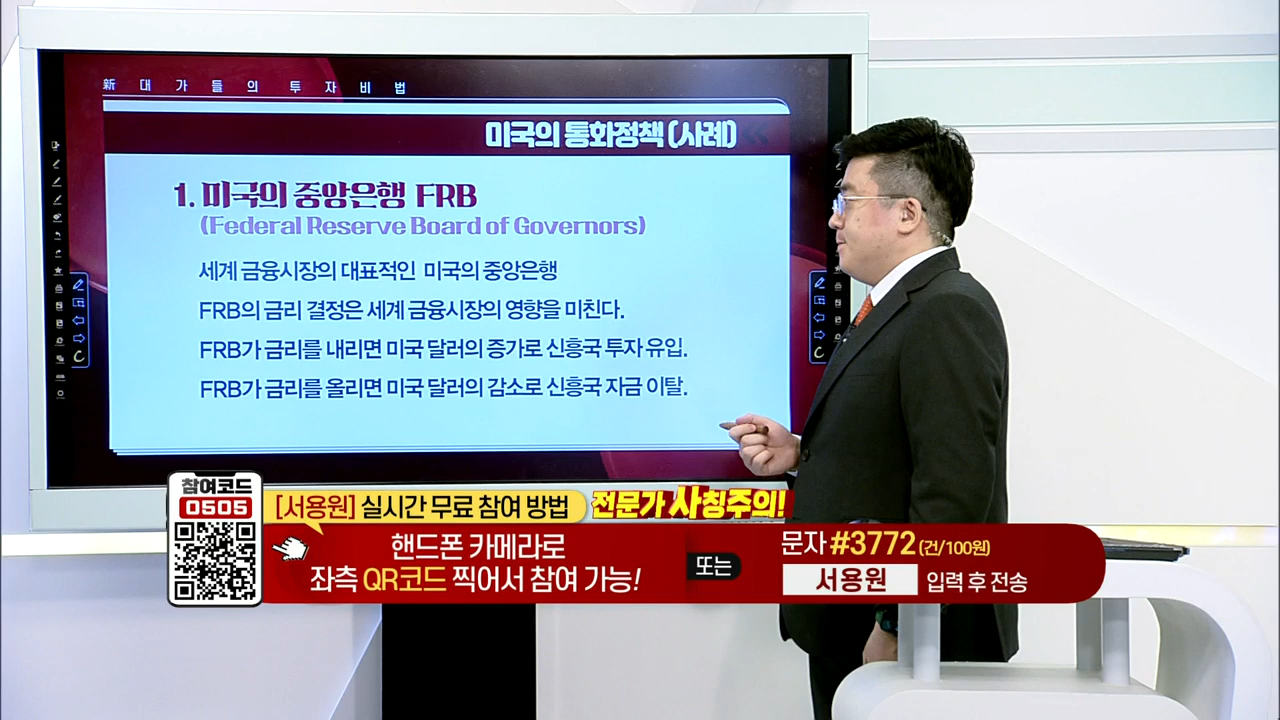 新 대 가 들 의 투 자 비 법
미국의 통화정책 (사례)
1. 미국의 중앙은행 FRB
(Federal Reserve Board of Governors)
세계 금융시장의 대표적인 미국의 중앙은행
FRB의 금리 결정은 세계 금융시장의 영향을 미친다.
FRB가 금리를 내리면 미국 달러의 증가로 신흥국 투자 유입.
FRB가 금리를 올리면 미국 달러의 감소로 신흥국 자금 이탈.
참여코드
0505
[서용원] 실시간 무료 참여 방법
전문가 사칭주의!
핸드폰 카메라로
좌측 QR코드 찍어서 참여 가능!
또는
문자 #3772 (건/100원)
서용원 입력 후 전송